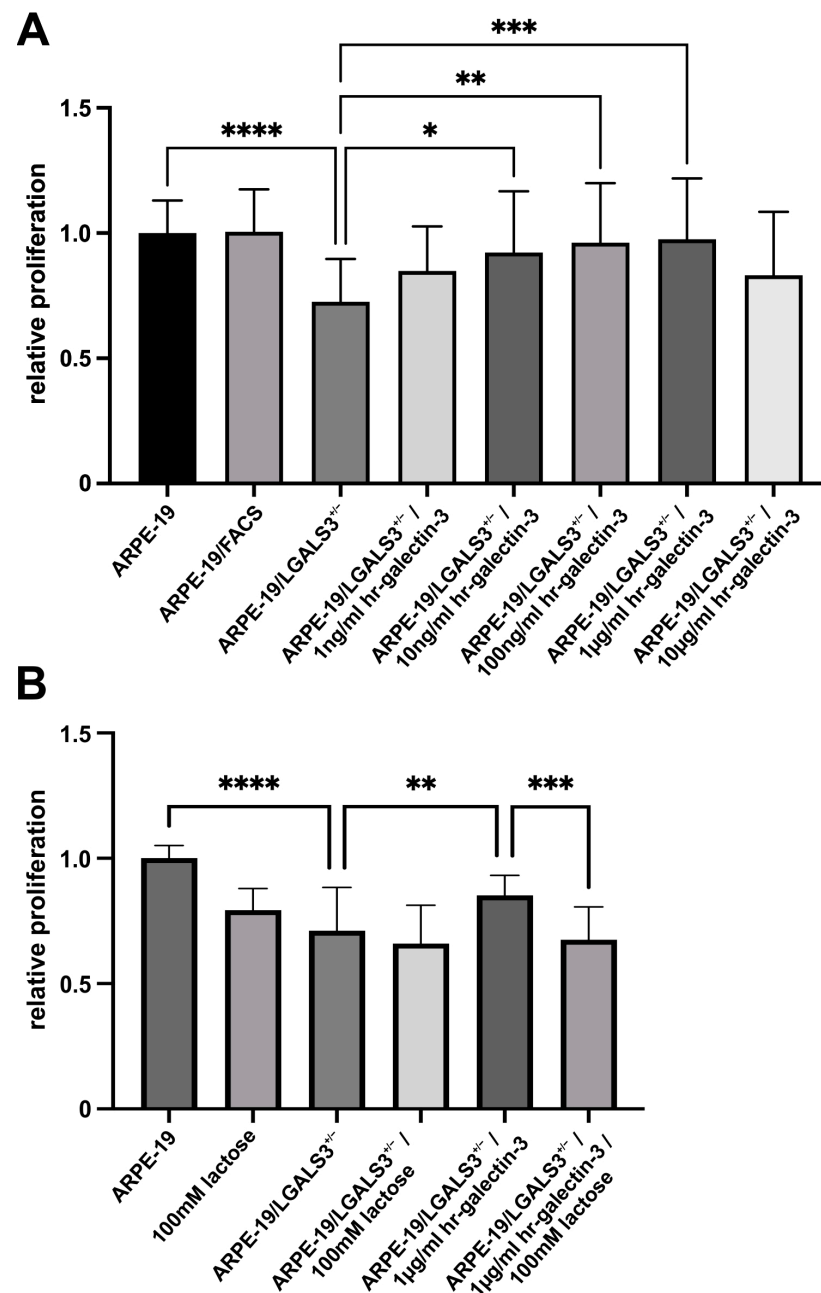 A
***
**
**** *
1.5
1.0
0.5
0
relative proliferation
ARPE-19
ARPE-19/FACS
ARPE-19/LGALS3+/-
ARPE-19/LGALS3+/- /
1ng/ml hr-galectin-3
ARPE-19/LGALS3+/- /
10ng/ml hr-galectin-3
ARPE-19/LGALS3+/- /
100ng/ml hr-galectin-3
ARPE-19/LGALS3+/- /
1µg/ml hr-galectin-3
ARPE-19/LGALS3+/- /
10µg/ml hr-galectin-3
B
**** ** ***
1.5
1.0
0.5
0
relative proliferation
ARPE-19
100mM lactose
ARPE-19/LGALS3+/-
ARPE-19/LGALS3+/- /
100mM lactose
ARPE-19/LGALS3+/- /
1µg/ml hr-galectin-3
ARPE-19/LGALS3+/- /
1µg/ml hr-galectin-3 /
100mM lactose